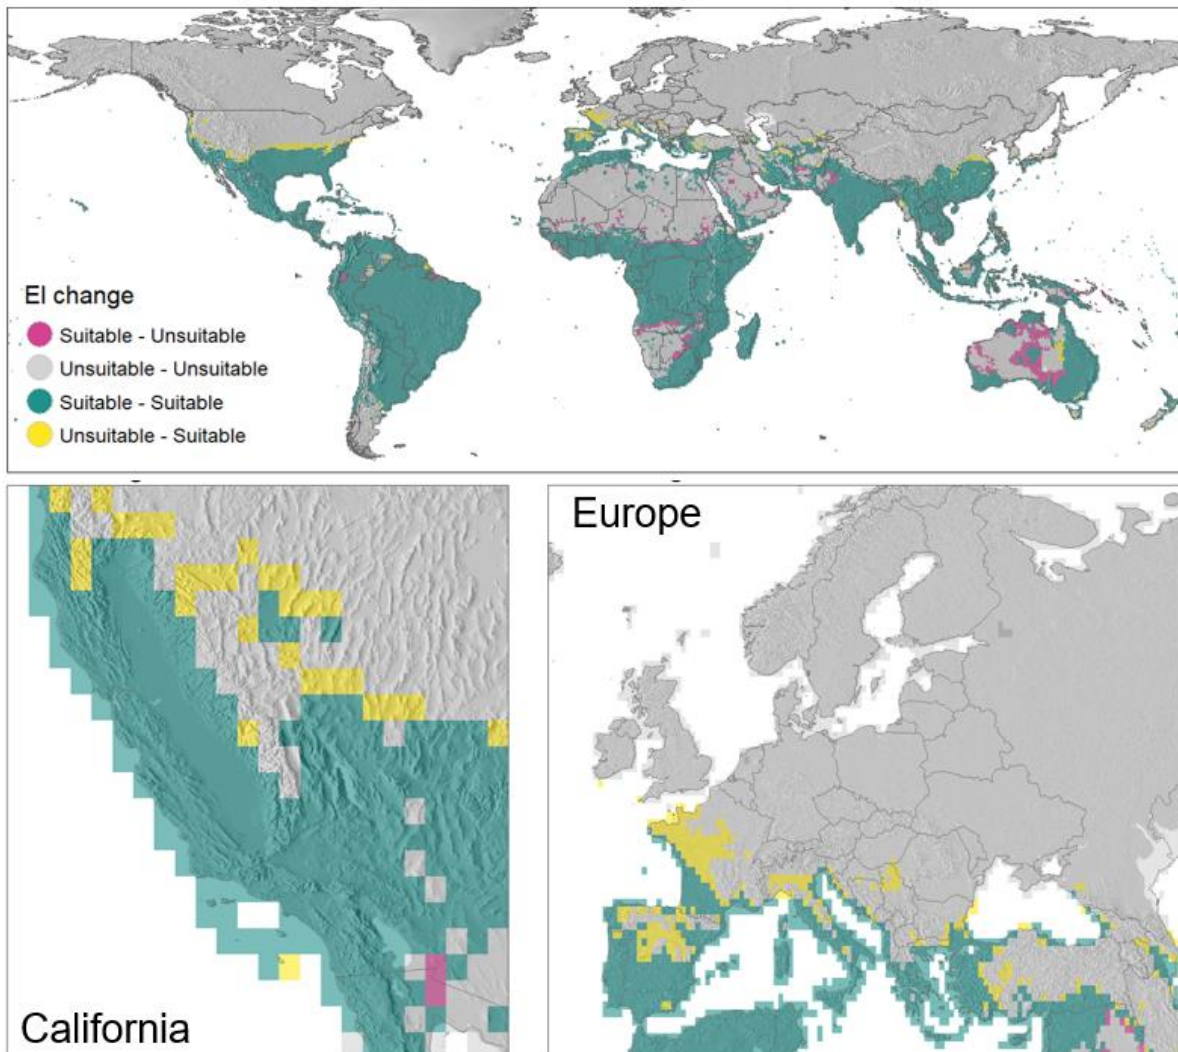 EI change
Suitable - Unsuitable
Unsuitable - Unsuitable
Suitable - Suitable
Unsuitable - Suitable
Europe
California